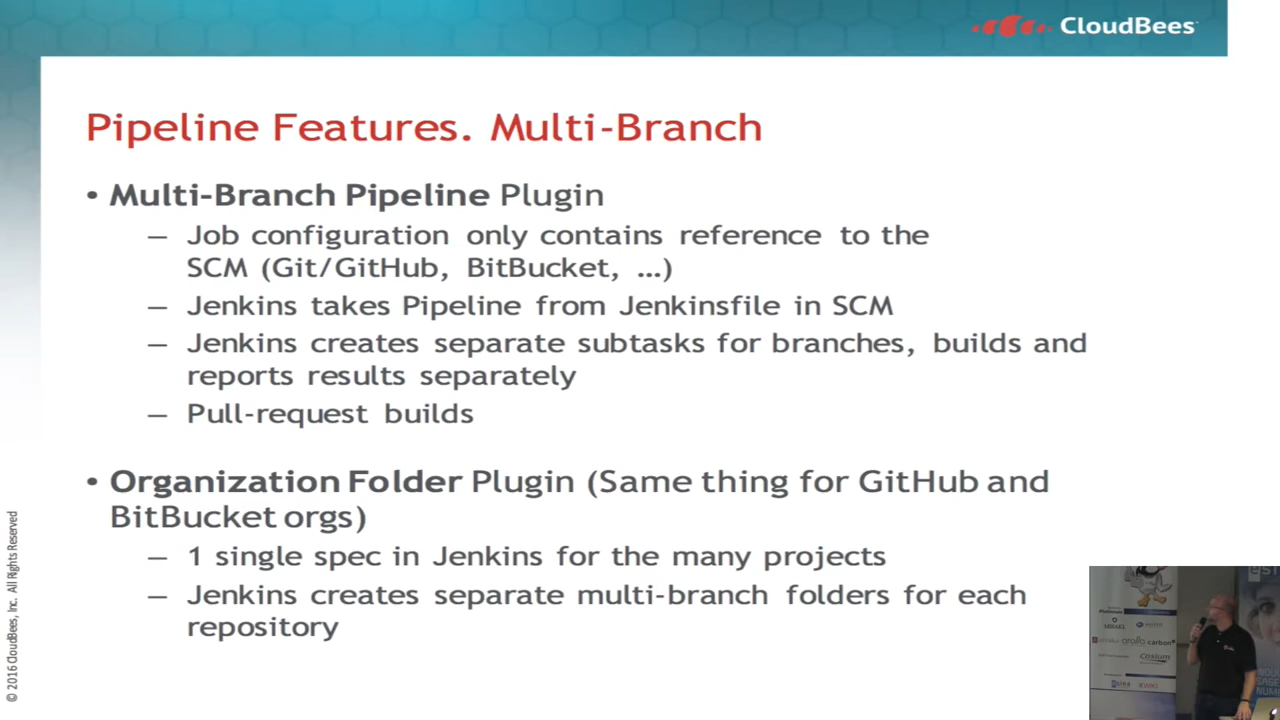 CloudBees
Pipeline Features. Multi-Branch
• Multi-Branch Pipeline Plugin
– Job configuration only contains reference to the
SCM (Git/GitHub, BitBucket, …)
– Jenkins takes Pipeline from Jenkinsfile in SCM
– Jenkins creates separate subtasks for branches, builds and
reports results separately
– Pull-request builds
• Organization Folder Plugin (Same thing for GitHub and
BitBucket orgs)
– 1 single spec in Jenkins for the many projects
– Jenkins creates separate multi-branch folders for each
repository
© 2016 CloudBees, Inc. All Rights Reserved
arolla
carbon
Cosium